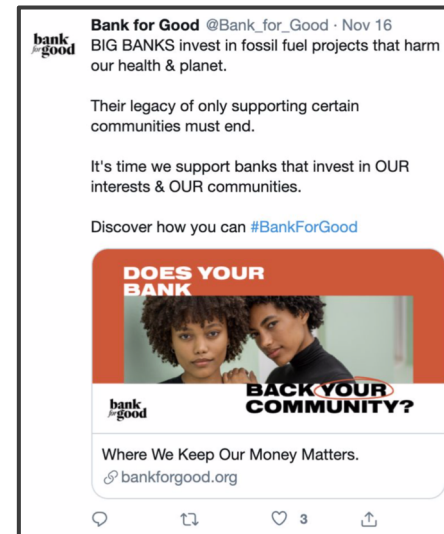 Bank for Good @Bank_for_Good · Nov 16
bank
for good
BIG BANKS invest in fossil fuel projects that harm
our health & planet.
Their legacy of only supporting certain
communities must end.
It's time we support banks that invest in OUR
interests & OUR communities.
Discover how you can #BankForGood
DOES YOUR
BANK
BACK YOUR
COMMUNITY?
bank
for good
Where We Keep Our Money Matters.
bankforgood.org
3